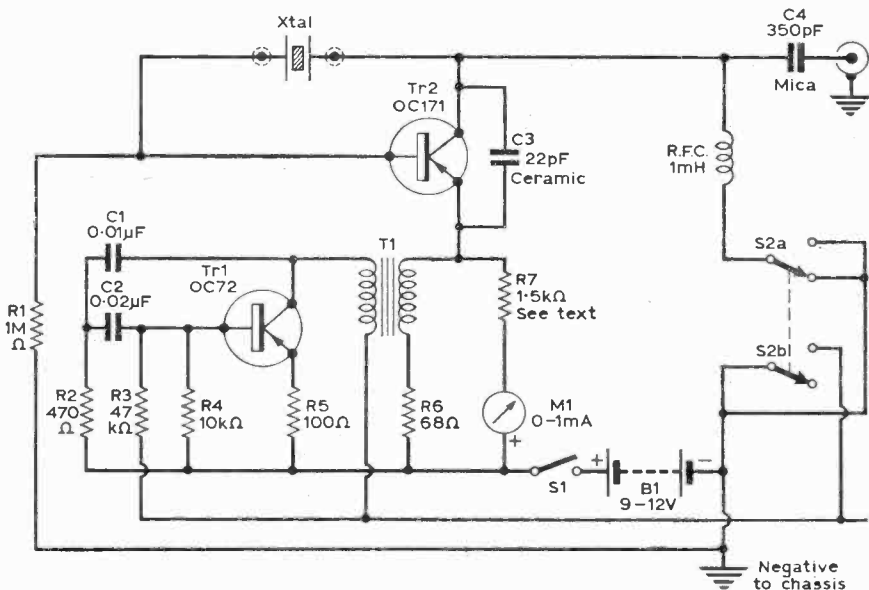 Xtal
C4
350pF
Mica
Tr2
OC171
C3
22pF
Ceramic
R.F.C.
1mH
C1
0·01µF
T1
S2a
Tr1
OC72
C2
0·02µF
R7
1·5kΩ
See text
R1
1M
Ω
S2b
R2
470
Ω
R3
47
kΩ
R4
10kΩ
R5
100Ω
R6
68Ω
M1
0-1mA
+
S1
+
−
B1
9-12V
Negative
to chassis